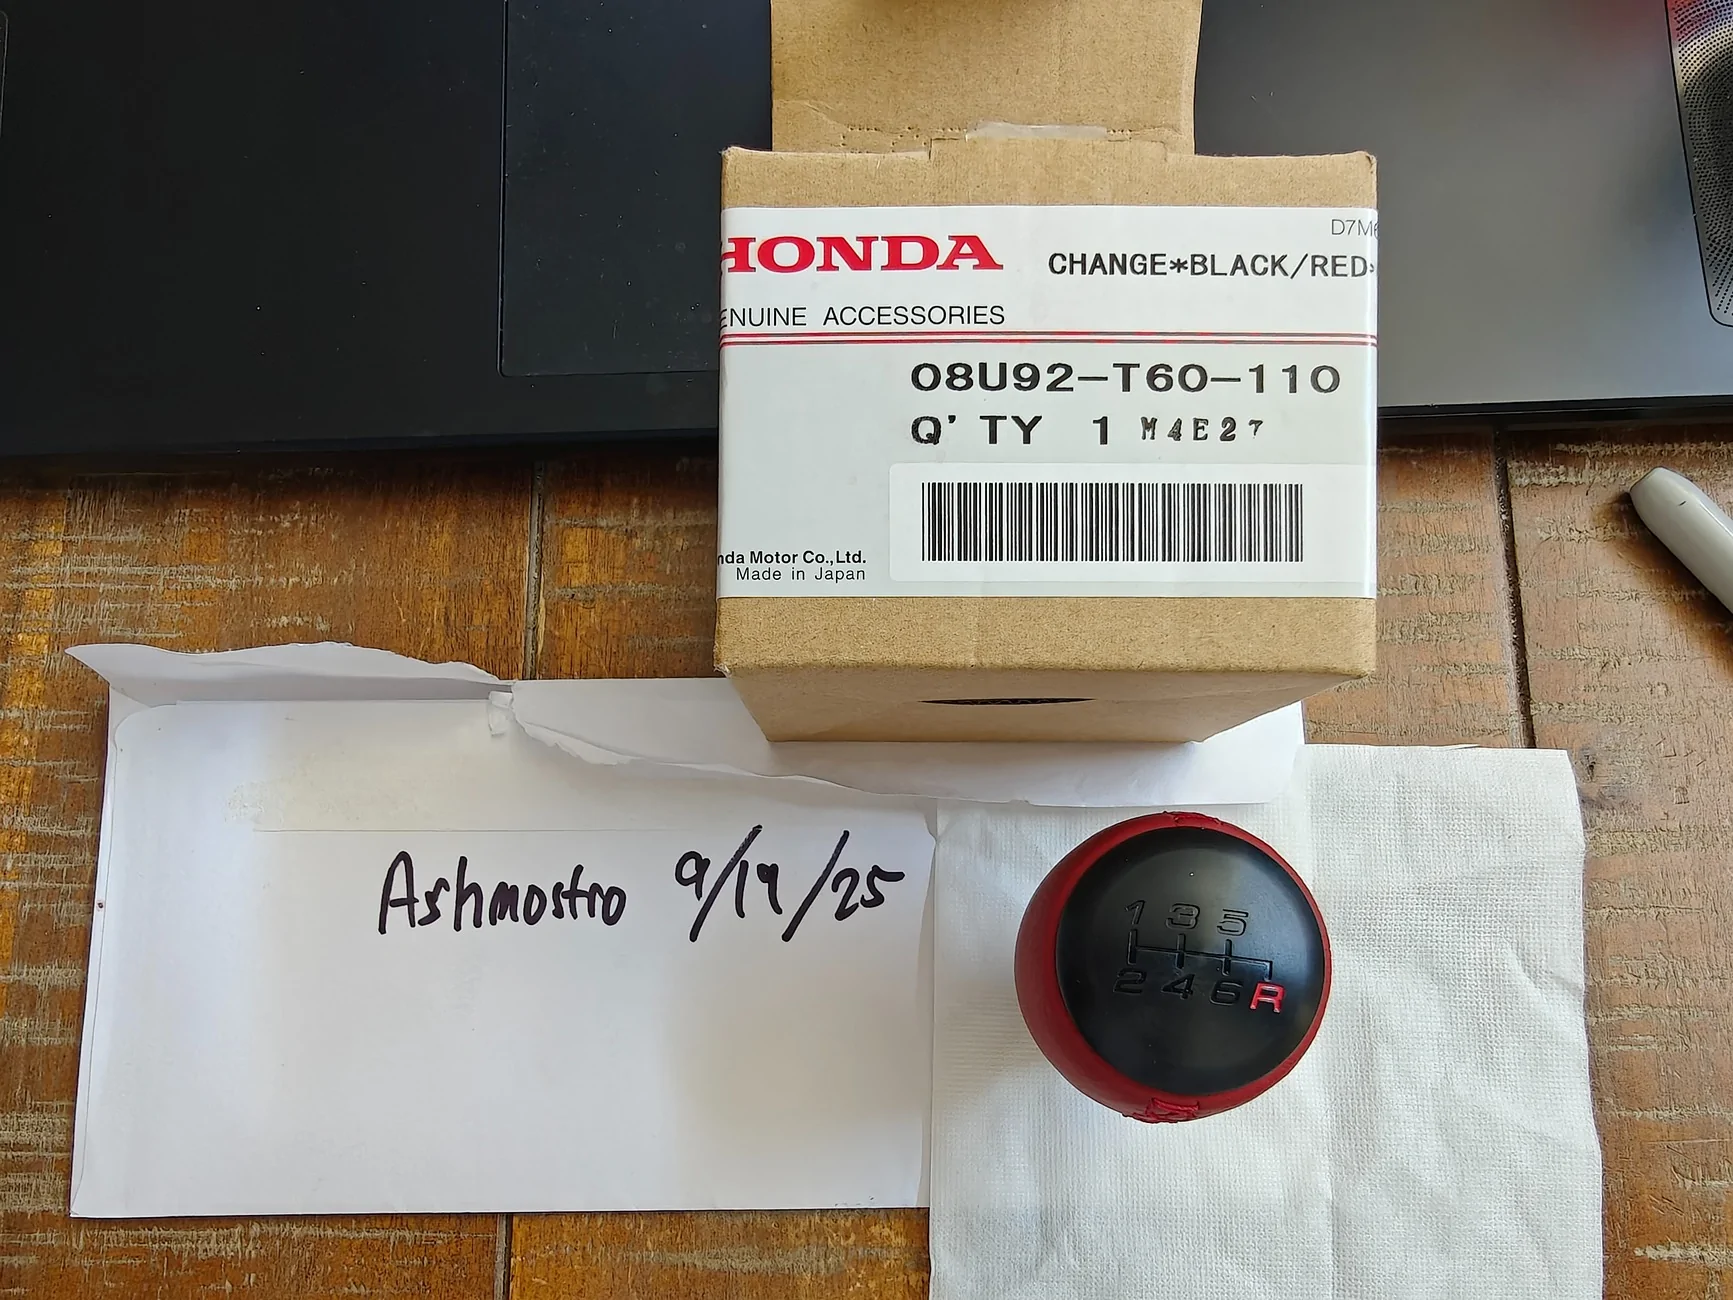 HONDA
D7M
CHANGE*BLACK/RED
ENUINE ACCESSORIES
08U92-T60-110
Q'TY 1 M4E27
nda Motor Co.,Ltd.
Made in Japan
Ashmostro 9/19/25
1 3 5
2 4 6 R